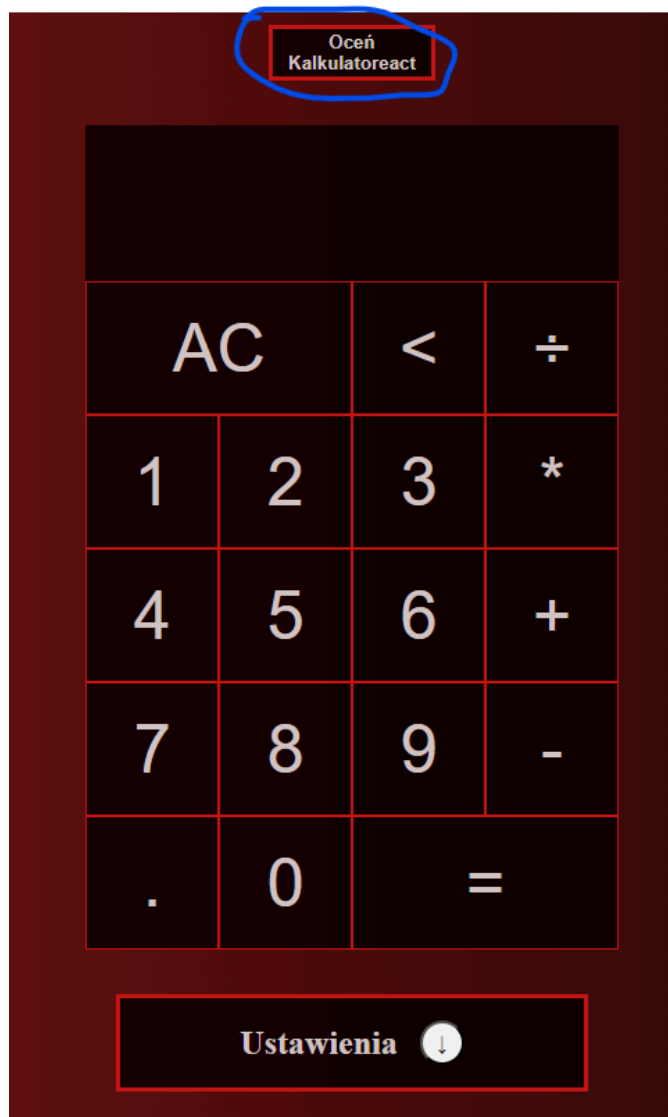 Oceń
Kalkulatoreact
AC < ÷
1 2 3 *
4 5 6 +
7 8 9 -
. 0 =
Ustawienia ↓